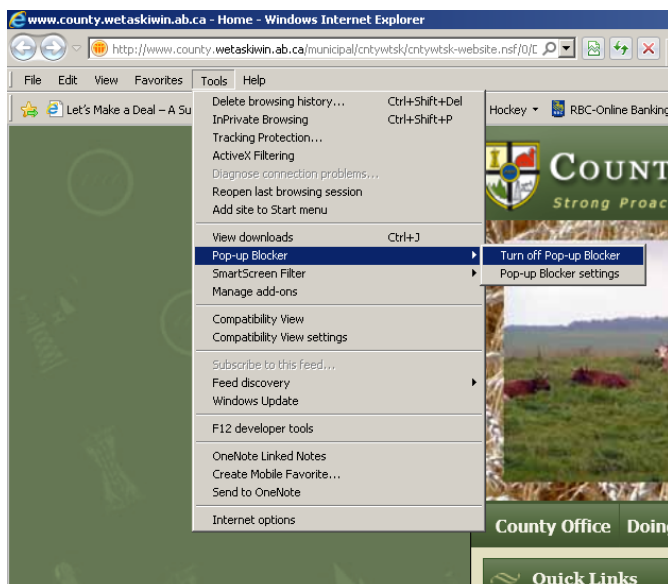 www.county.wetaskiwin.ab.ca - Home - Windows Internet Explorer
http://www.county.wetaskiwin.ab.ca/municipal/cntywtsk/cntywtsk-website.nsf/0/
File Edit View Favorites Tools Help
Let's Make a Deal – A Su
Hockey
RBC-Online Banking
Delete browsing history... Ctrl+Shift+Del
InPrivate Browsing Ctrl+Shift+P
Tracking Protection...
ActiveX Filtering
Diagnose connection problems...
Reopen last browsing session
Add site to Start menu
View downloads Ctrl+J
Pop-up Blocker
Turn off Pop-up Blocker
SmartScreen Filter
Pop-up Blocker settings
Manage add-ons
Compatibility View
Compatibility View settings
Subscribe to this feed...
Feed discovery
Windows Update
F12 developer tools
OneNote Linked Notes
Create Mobile Favorite...
Send to OneNote
Internet options
COUNT
Strong Proac
County Office Doin
Quick Links